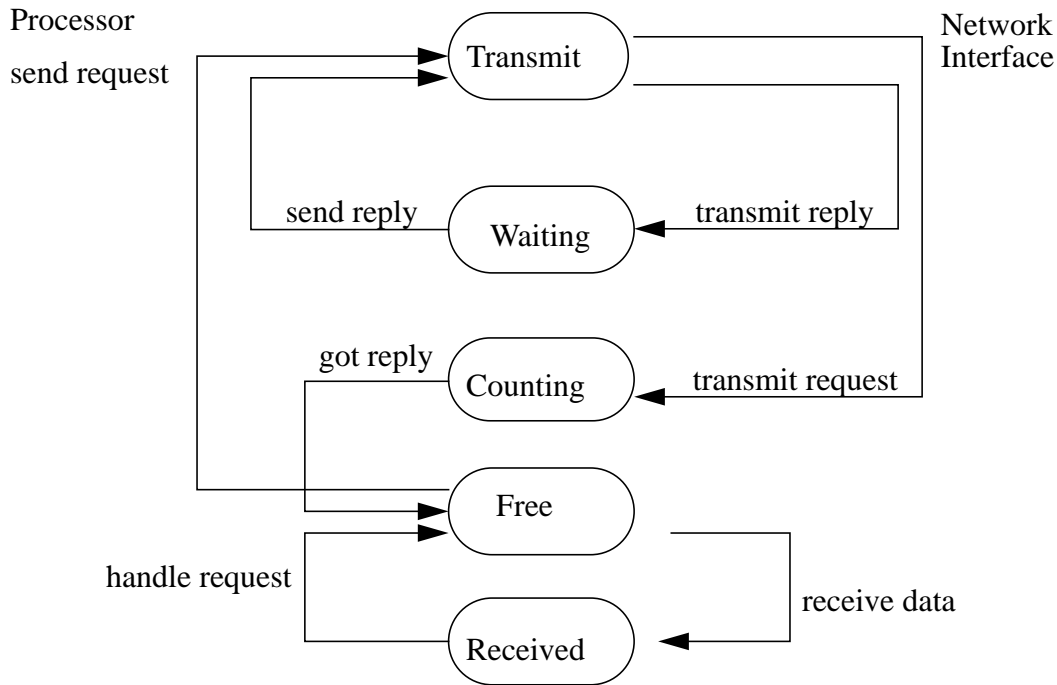 Processor
send request
Transmit
Network
Interface
send reply
Waiting
transmit reply
got reply
Counting
transmit request
Free
handle request
receive data
Received